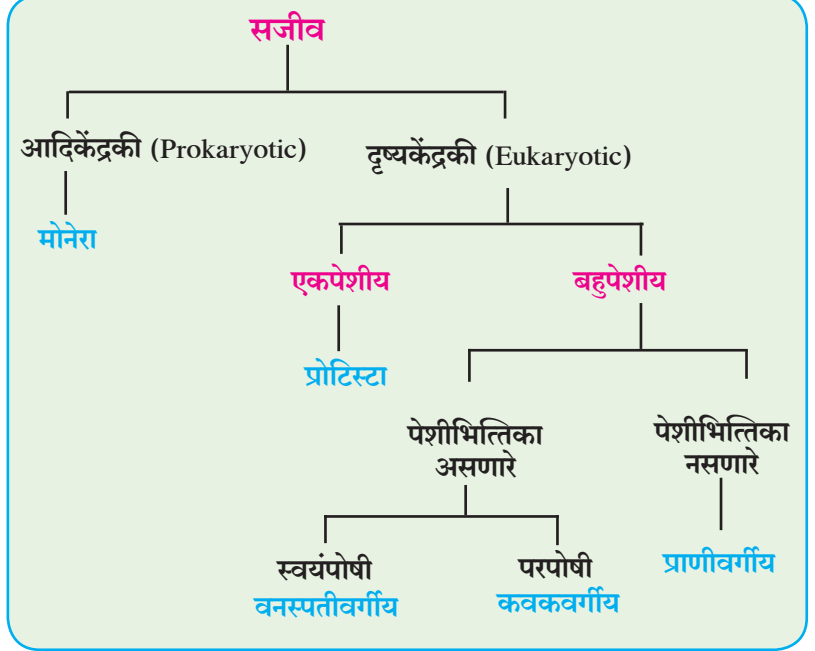 सजीव
आदिकेंद्रकी (Prokaryotic)
दृष्यकेंद्रकी (Eukaryotic)
मोनेरा
एकपेशीय
बहुपेशीय
प्रोटिस्टा
पेशीभित्तिका
असणारे
पेशीभित्तिका
नसणारे
स्वयंपोषी
वनस्पतीवर्गीय
परपोषी
कवकवर्गीय
प्राणीवर्गीय